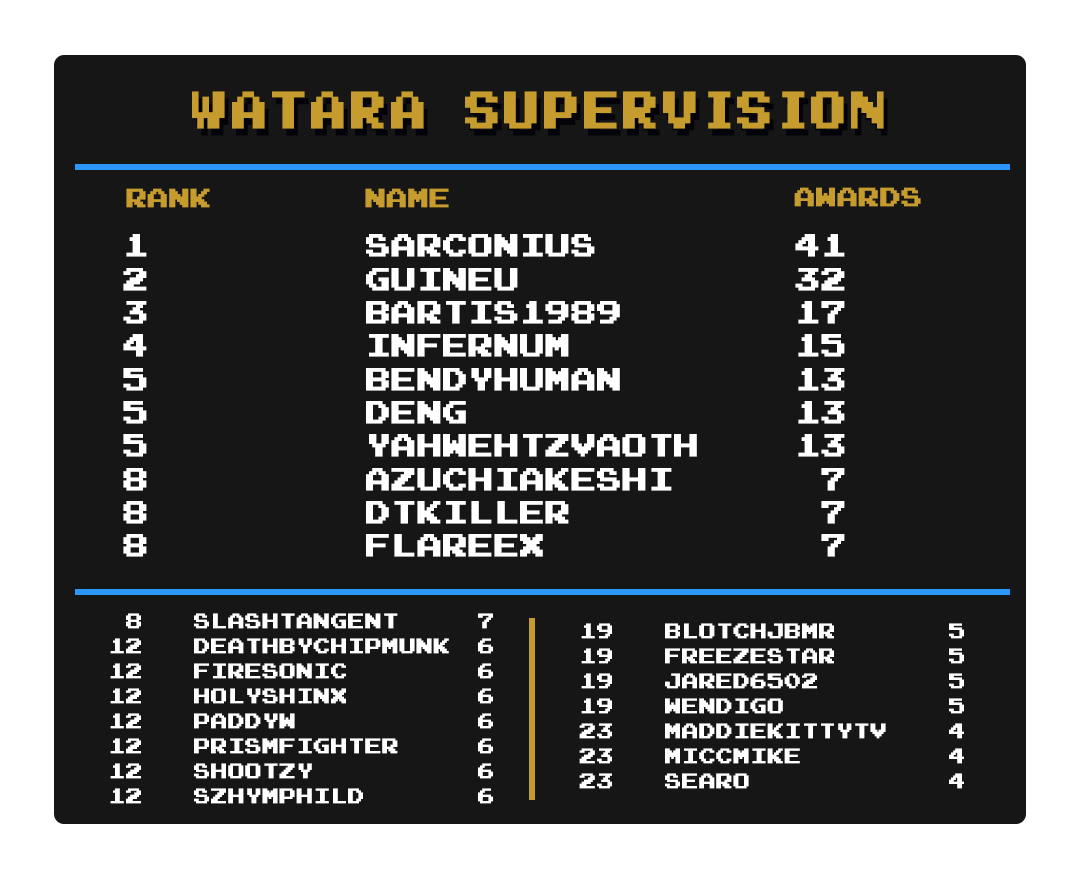 WATARA SUPERVISION
RANK NAME AWARDS
1 SARCONIUS 41
2 GUINEU 32
3 BARTIS1989 17
4 INFERNUM 15
5 BENDYHUMAN 13
5 DENG 13
5 YAHWEHTZVAOTH 13
8 AZUCHIAKESHI 7
8 DTKILLER 7
8 FLAREEX 7
8 SLASHTANGENT 7
12 DEATHBYCHIPMUNK 6
12 FIRESONIC 6
12 HOLYSHINX 6
12 PADDYW 6
12 PRISMFIGHTER 6
12 SHOOTZY 6
12 SZHYMPHILD 6
19 BLOTCHJBMR 5
19 FREEZESTAR 5
19 JARED6502 5
19 WENDIGO 5
23 MADDIEKITTYTV 4
23 MICCMIKE 4
23 SEARO 4